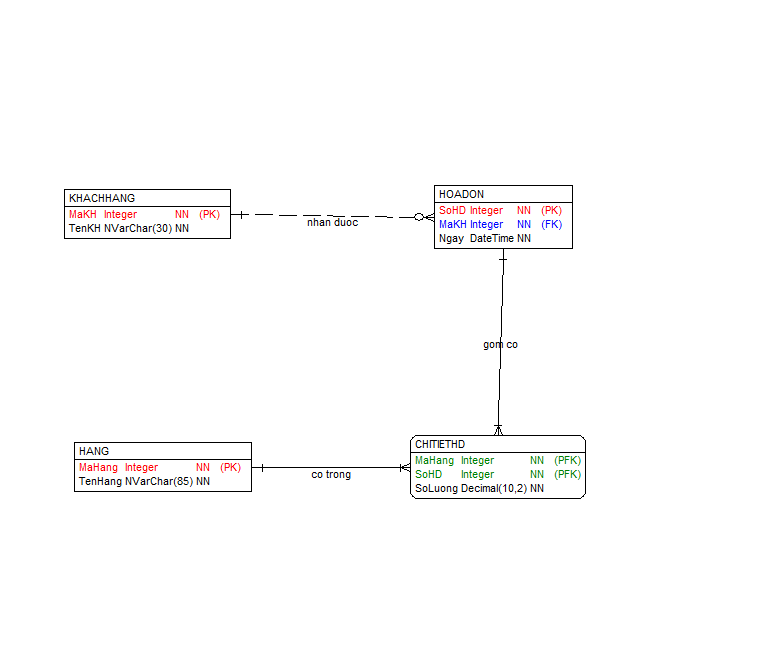 KHACHHANG
MaKH Integer NN (PK)
TenKH NVarChar(30) NN
nhan duoc
HOADON
SoHD Integer NN (PK)
MaKH Integer NN (FK)
Ngay DateTime NN
gom co
HANG
MaHang Integer NN (PK)
TenHang NVarChar(85) NN
co trong
CHITIETHD
MaHang Integer NN (PFK)
SoHD Integer NN (PFK)
SoLuong Decimal(10,2) NN